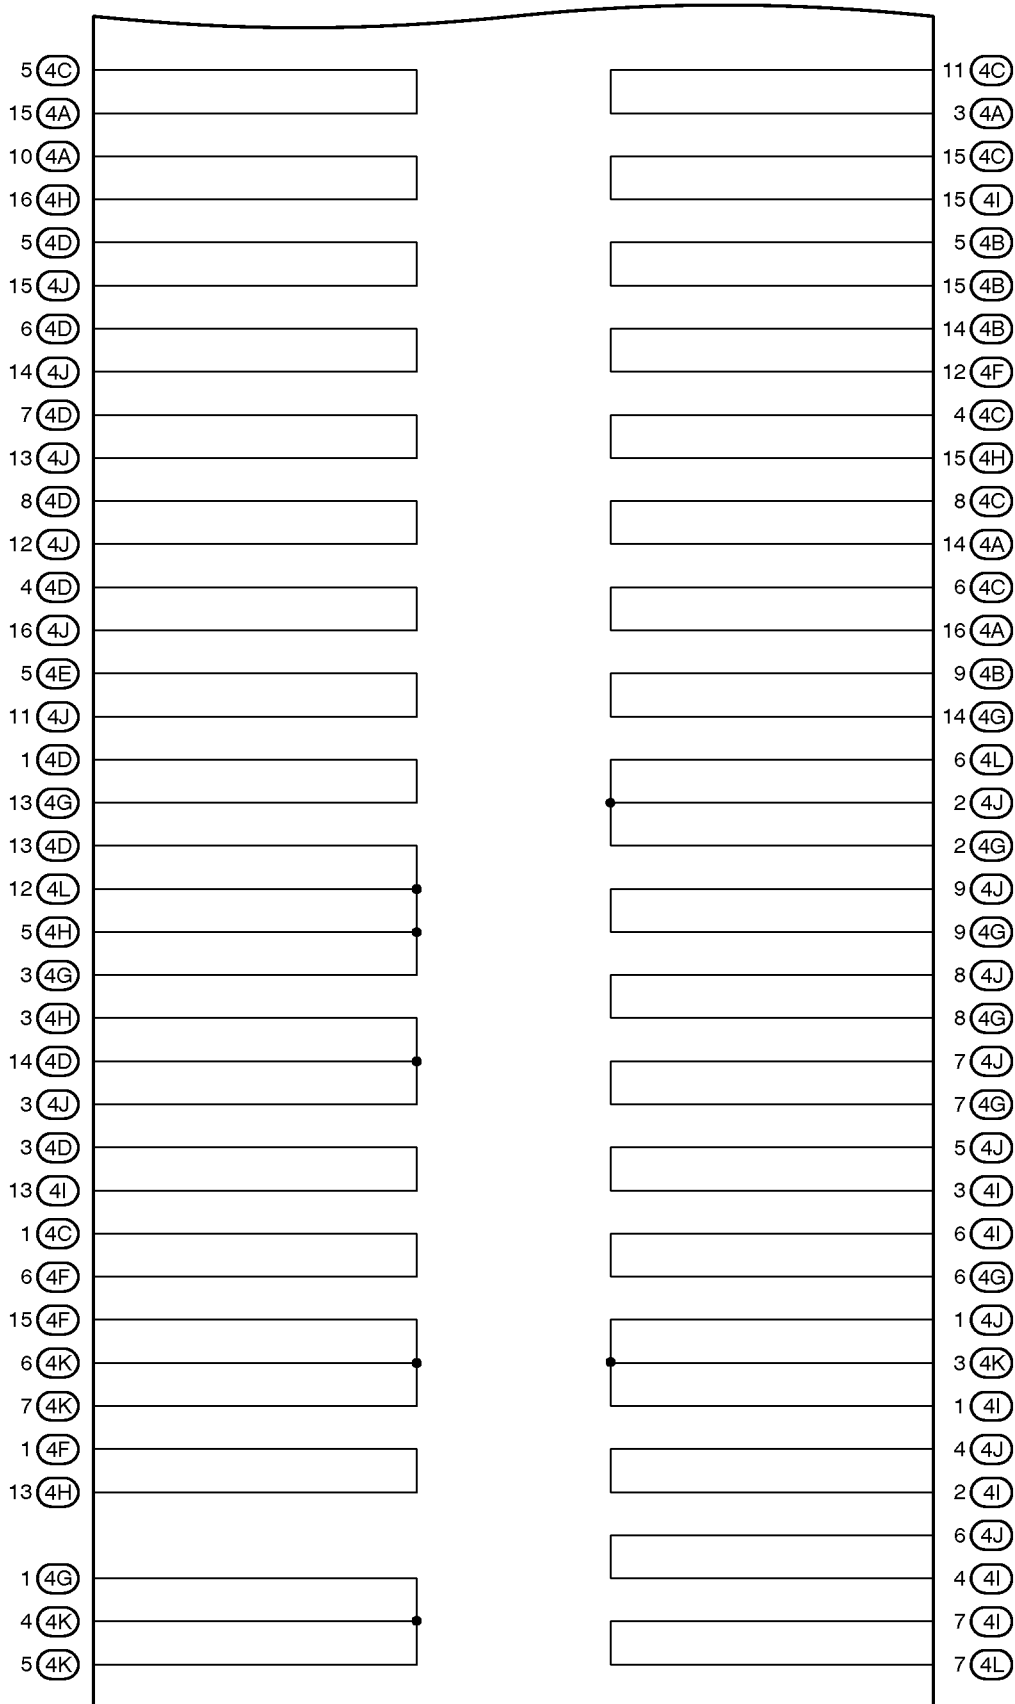 5 4C 11 4C
15 4A 3 4A
10 4A 15 4C
16 4H 15 4I
5 4D 5 4B
15 4J 15 4B
6 4D 14 4B
14 4J 12 4F
7 4D 4 4C
13 4J 15 4H
8 4D 8 4C
12 4J 14 4A
4 4D 6 4C
16 4J 16 4A
5 4E 9 4B
11 4J 14 4G
1 4D 6 4L
13 4G 2 4J
13 4D 2 4G
12 4L 9 4J
5 4H 9 4G
3 4G 8 4J
3 4H 8 4G
14 4D 7 4J
3 4J 7 4G
3 4D 5 4J
13 4I 3 4I
1 4C 6 4I
6 4F 6 4G
15 4F 1 4J
6 4K 3 4K
7 4K 1 4I
1 4F 4 4J
13 4H 2 4I
6 4J
1 4G 4 4I
4 4K 7 4I
5 4K 7 4L